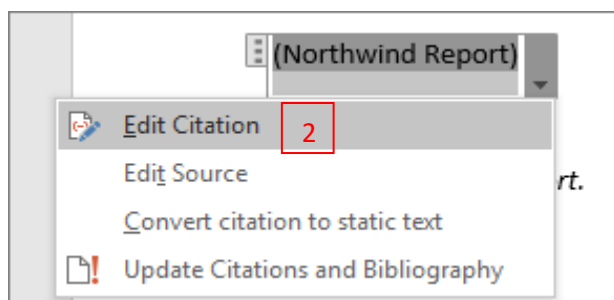 (Northwind Report)
Edit Citation 2
Edit Source
rt.
Convert citation to static text
Update Citations and Bibliography